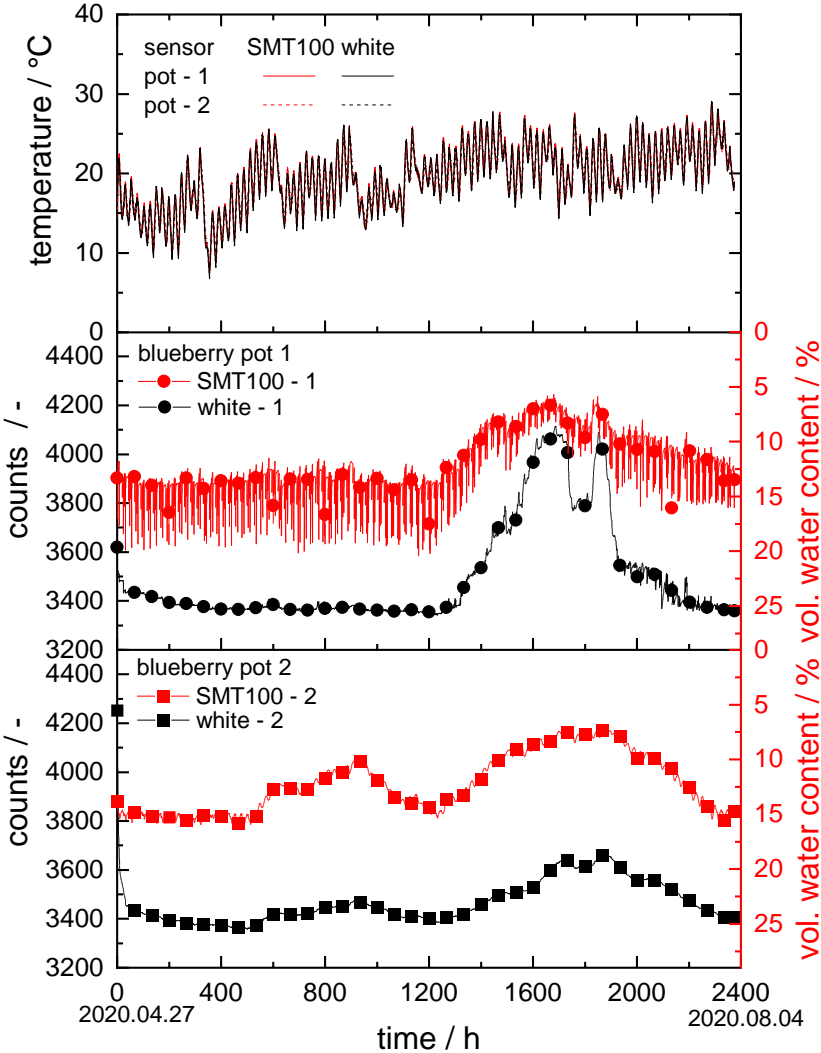 40
30
20
10
0
temperature / °C
sensor SMT100 white
pot - 1
pot - 2
4400
4200
4000
3800
3600
3400
3200
counts / -
blueberry pot 1
SMT100 - 1
white - 1
0
5
10
15
20
25
vol. water content / %
4400
4200
4000
3800
3600
3400
3200
counts / -
blueberry pot 2
SMT100 - 2
white - 2
0
5
10
15
20
25
vol. water content / %
0 400 800 1200 1600 2000 2400
2020.04.27 2020.08.04
time / h